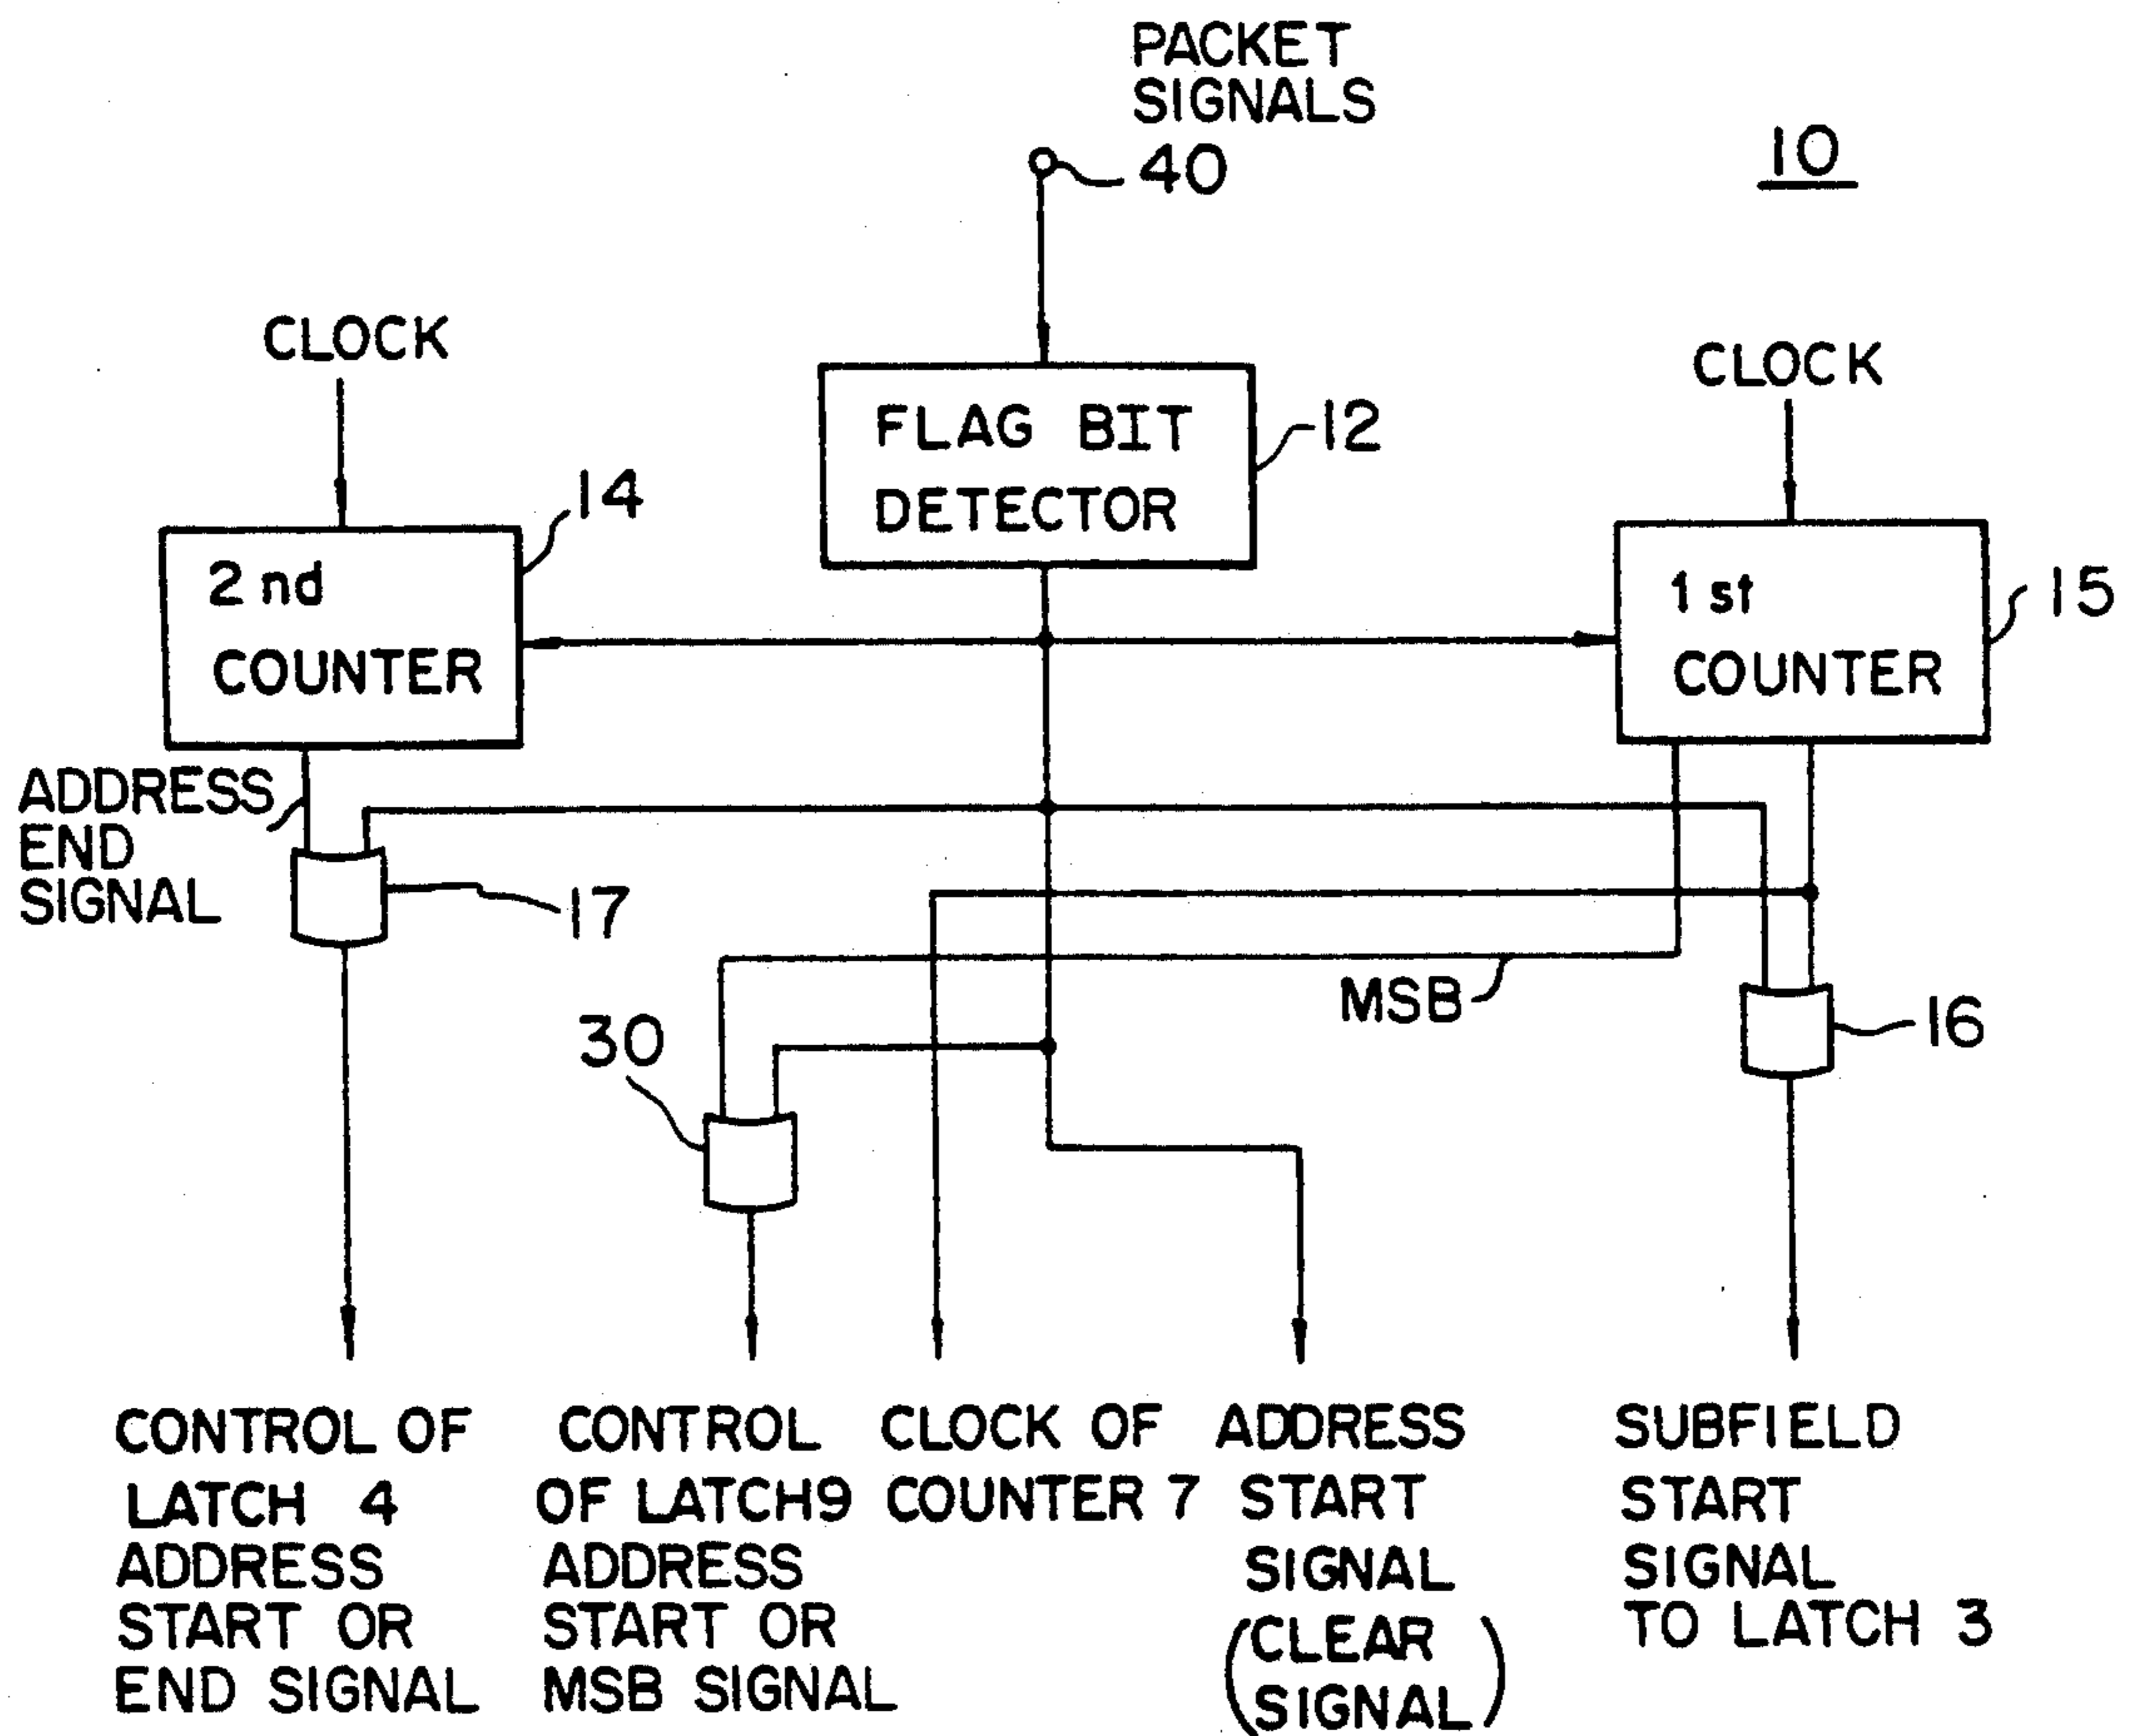 PACKET
SIGNALS
40
10
CLOCK
CLOCK
FLAG BIT
DETECTOR
12
14
2 nd
COUNTER
1 st
COUNTER
15
ADDRESS
END
SIGNAL
17
MSB
30
16
CONTROL OF
LATCH 4
ADDRESS
START OR
END SIGNAL
CONTROL
OF LATCH9
ADDRESS
START OR
MSB SIGNAL
CLOCK OF
COUNTER 7
ADDRESS
START
SIGNAL
(CLEAR
SIGNAL)
SUBFIELD
START
SIGNAL
TO LATCH 3